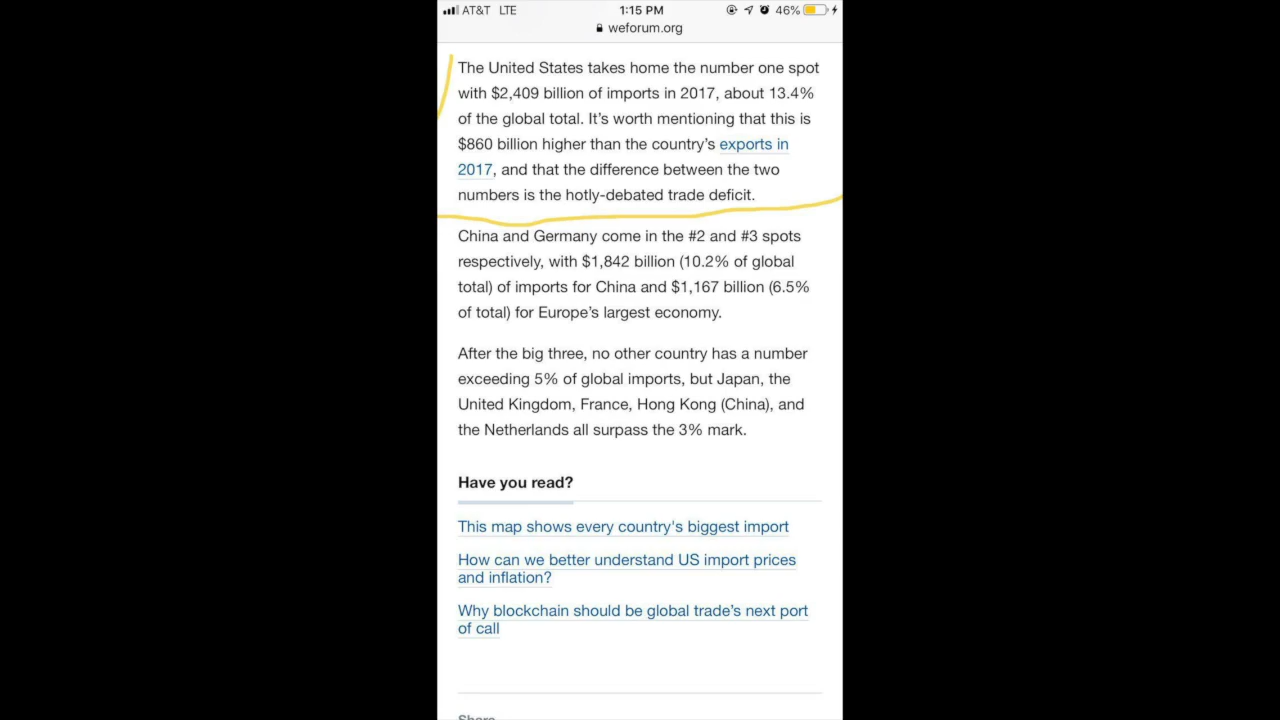 AT&T LTE 1:15 PM 46%
weforum.org
The United States takes home the number one spot
with $2,409 billion of imports in 2017, about 13.4%
of the global total. It’s worth mentioning that this is
$860 billion higher than the country’s exports in
2017, and that the difference between the two
numbers is the hotly-debated trade deficit.
China and Germany come in the #2 and #3 spots
respectively, with $1,842 billion (10.2% of global
total) of imports for China and $1,167 billion (6.5%
of total) for Europe’s largest economy.
After the big three, no other country has a number
exceeding 5% of global imports, but Japan, the
United Kingdom, France, Hong Kong (China), and
the Netherlands all surpass the 3% mark.
Have you read?
This map shows every country's biggest import
How can we better understand US import prices
and inflation?
Why blockchain should be global trade’s next port
of call
Share